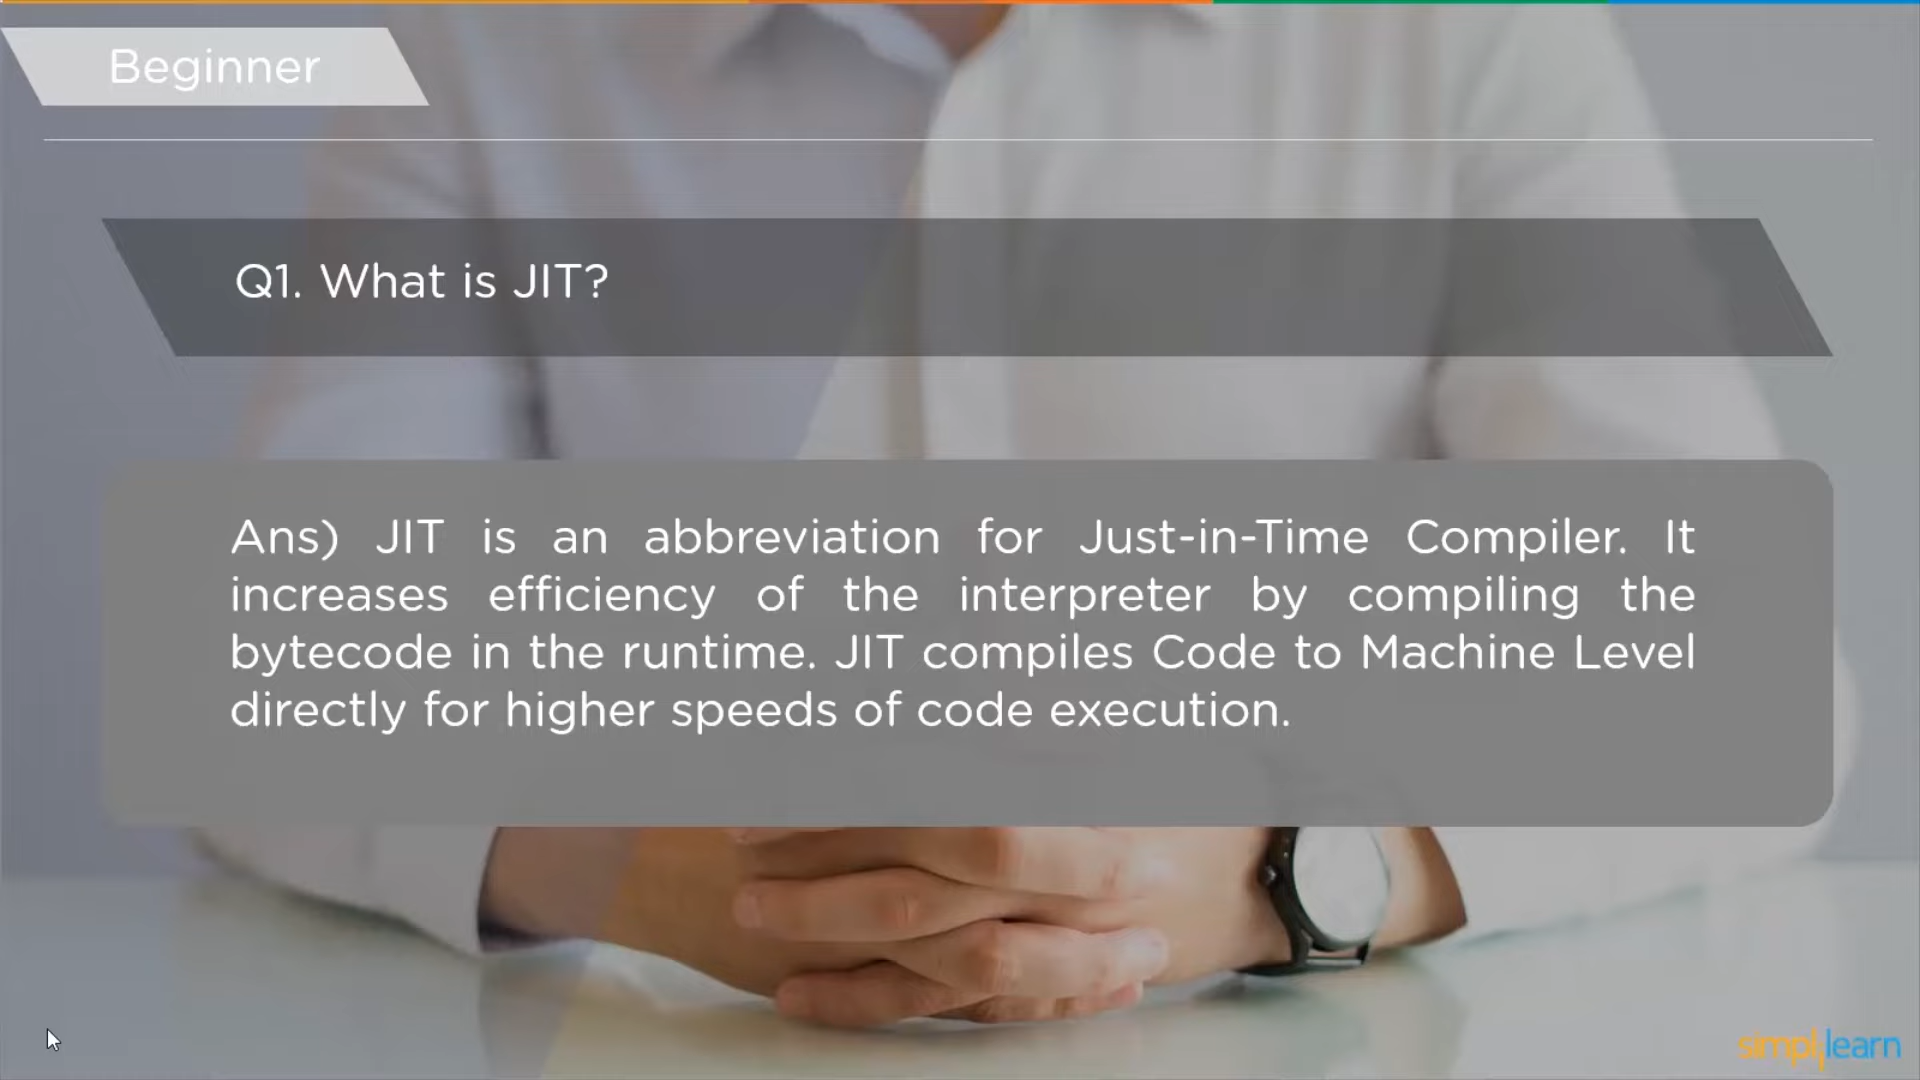 Beginner
Q1. What is JIT?
Ans) JIT is an abbreviation for Just-in-Time Compiler. It
increases efficiency of the interpreter by compiling the
bytecode in the runtime. JIT compiles Code to Machine Level
directly for higher speeds of code execution.
simplilearn